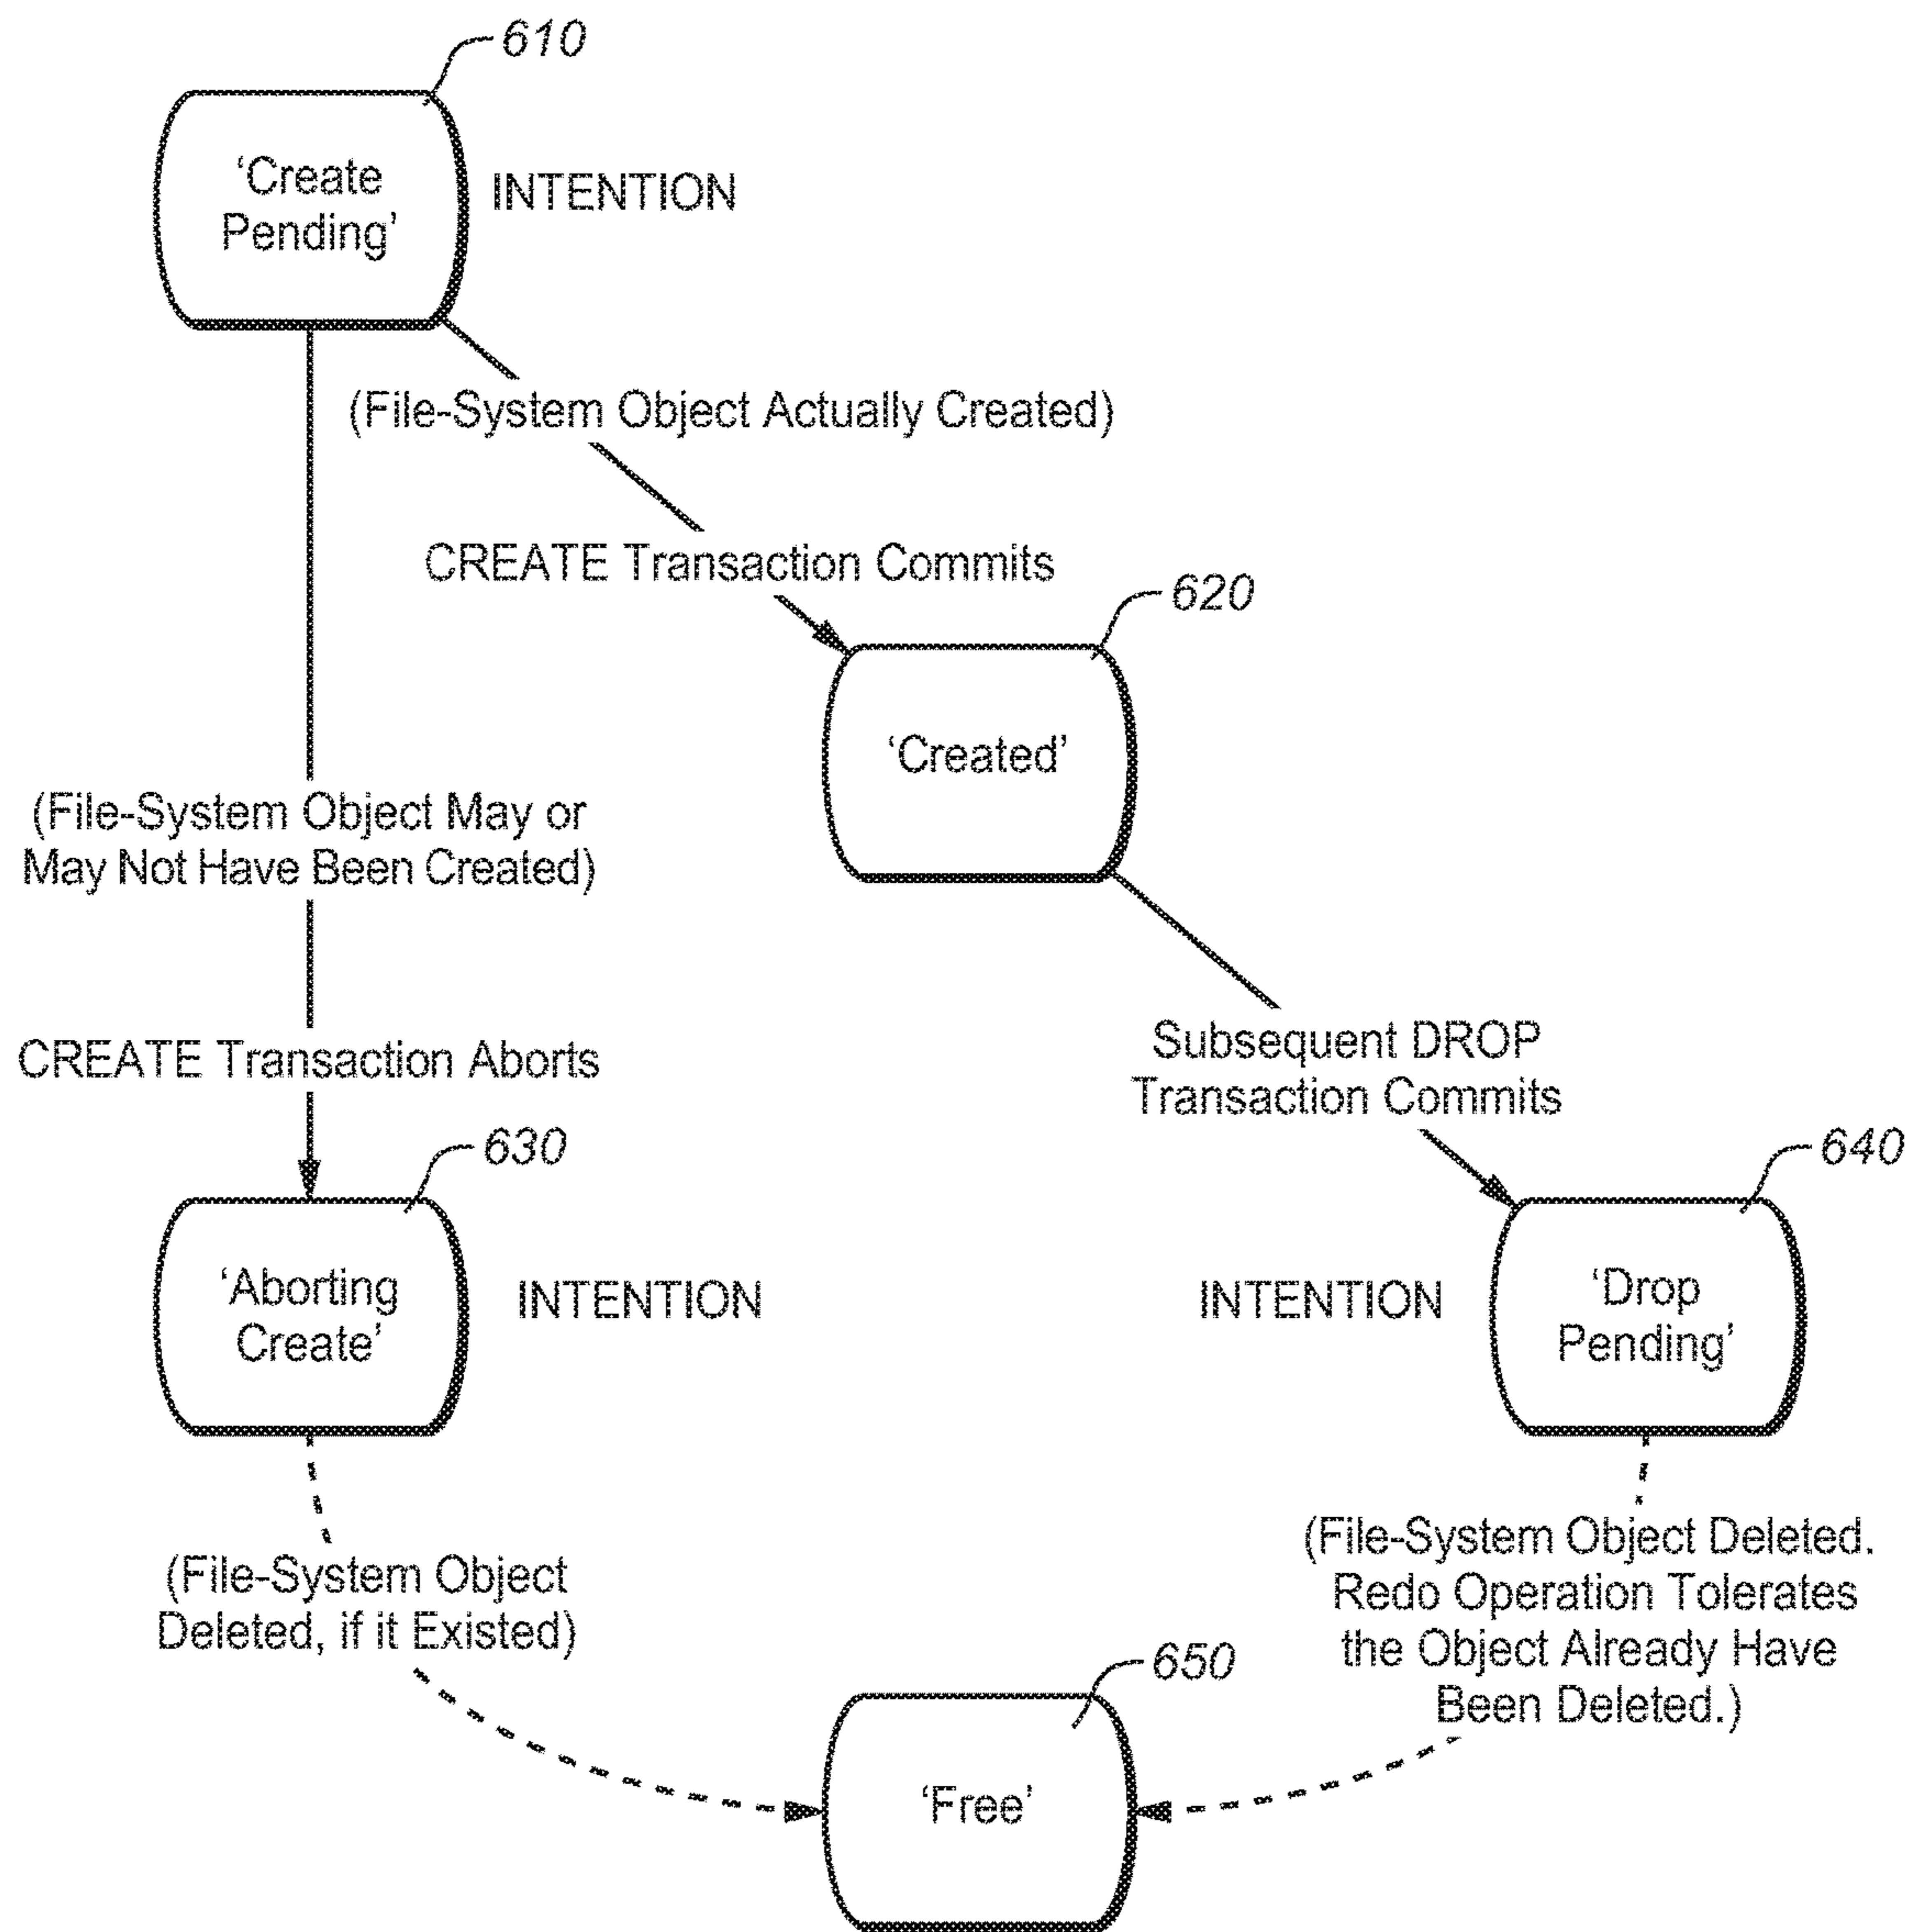 610
‘Create
Pending’
INTENTION
(File-System Object Actually Created)
CREATE Transaction Commits
620
‘Created’
(File-System Object May or
May Not Have Been Created)
CREATE Transaction Aborts
Subsequent DROP
Transaction Commits
630
640
‘Aborting
Create’
INTENTION
INTENTION
‘Drop
Pending’
(File-System Object
Deleted, if it Existed)
(File-System Object Deleted.
Redo Operation Tolerates
the Object Already Have
Been Deleted.)
650
‘Free’